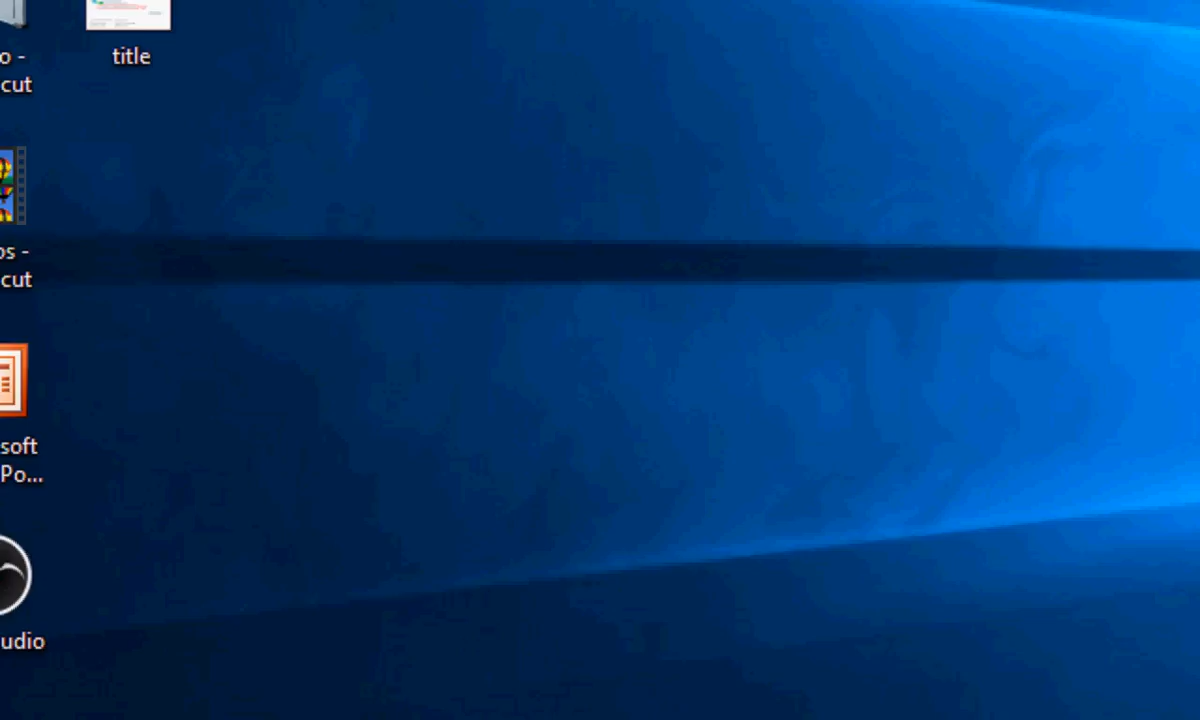 o -
cut
title
os -
cut
soft
Po...
udio